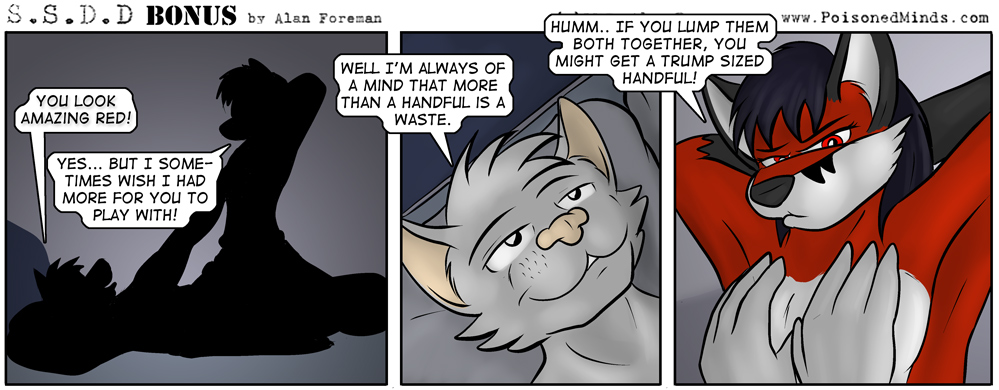 S.S.D.D BONUS by Alan Foreman
www.PoisonedMinds.com
YOU LOOK
AMAZING RED!
YES... BUT I SOME-
TIMES WISH I HAD
MORE FOR YOU TO
PLAY WITH!
WELL I'M ALWAYS OF
A MIND THAT MORE
THAN A HANDFUL IS A
WASTE.
HUMM.. IF YOU LUMP THEM
BOTH TOGETHER, YOU
MIGHT GET A TRUMP SIZED
HANDFUL!